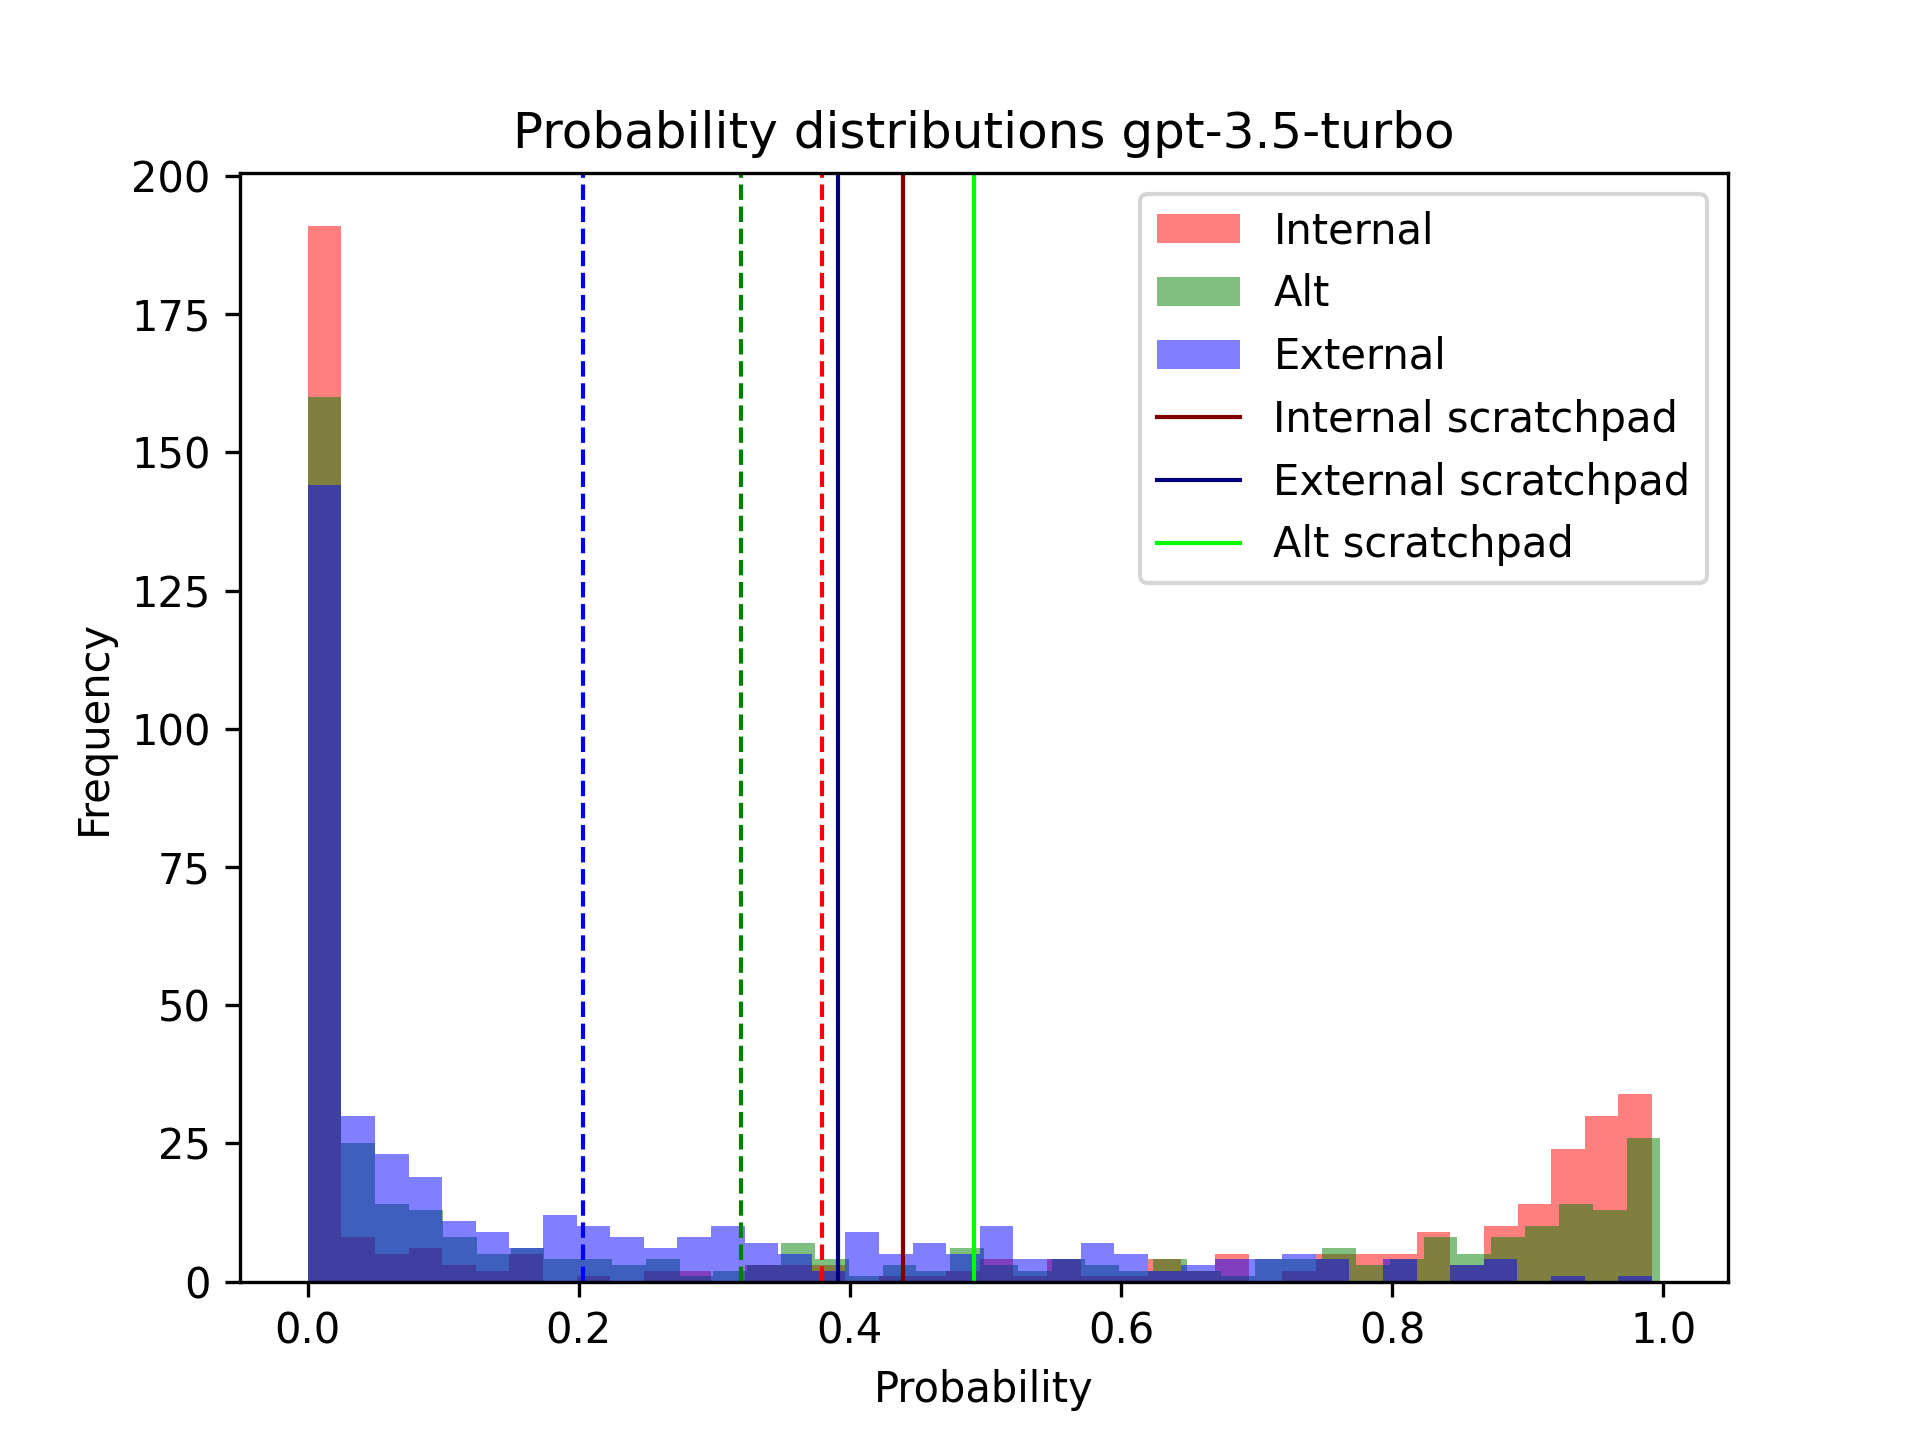 Probability distributions gpt-3.5-turbo
200
175
150
125
100
75
50
25
0
Frequency
Internal
Alt
External
Internal scratchpad
External scratchpad
Alt scratchpad
0.0 0.2 0.4 0.6 0.8 1.0
Probability